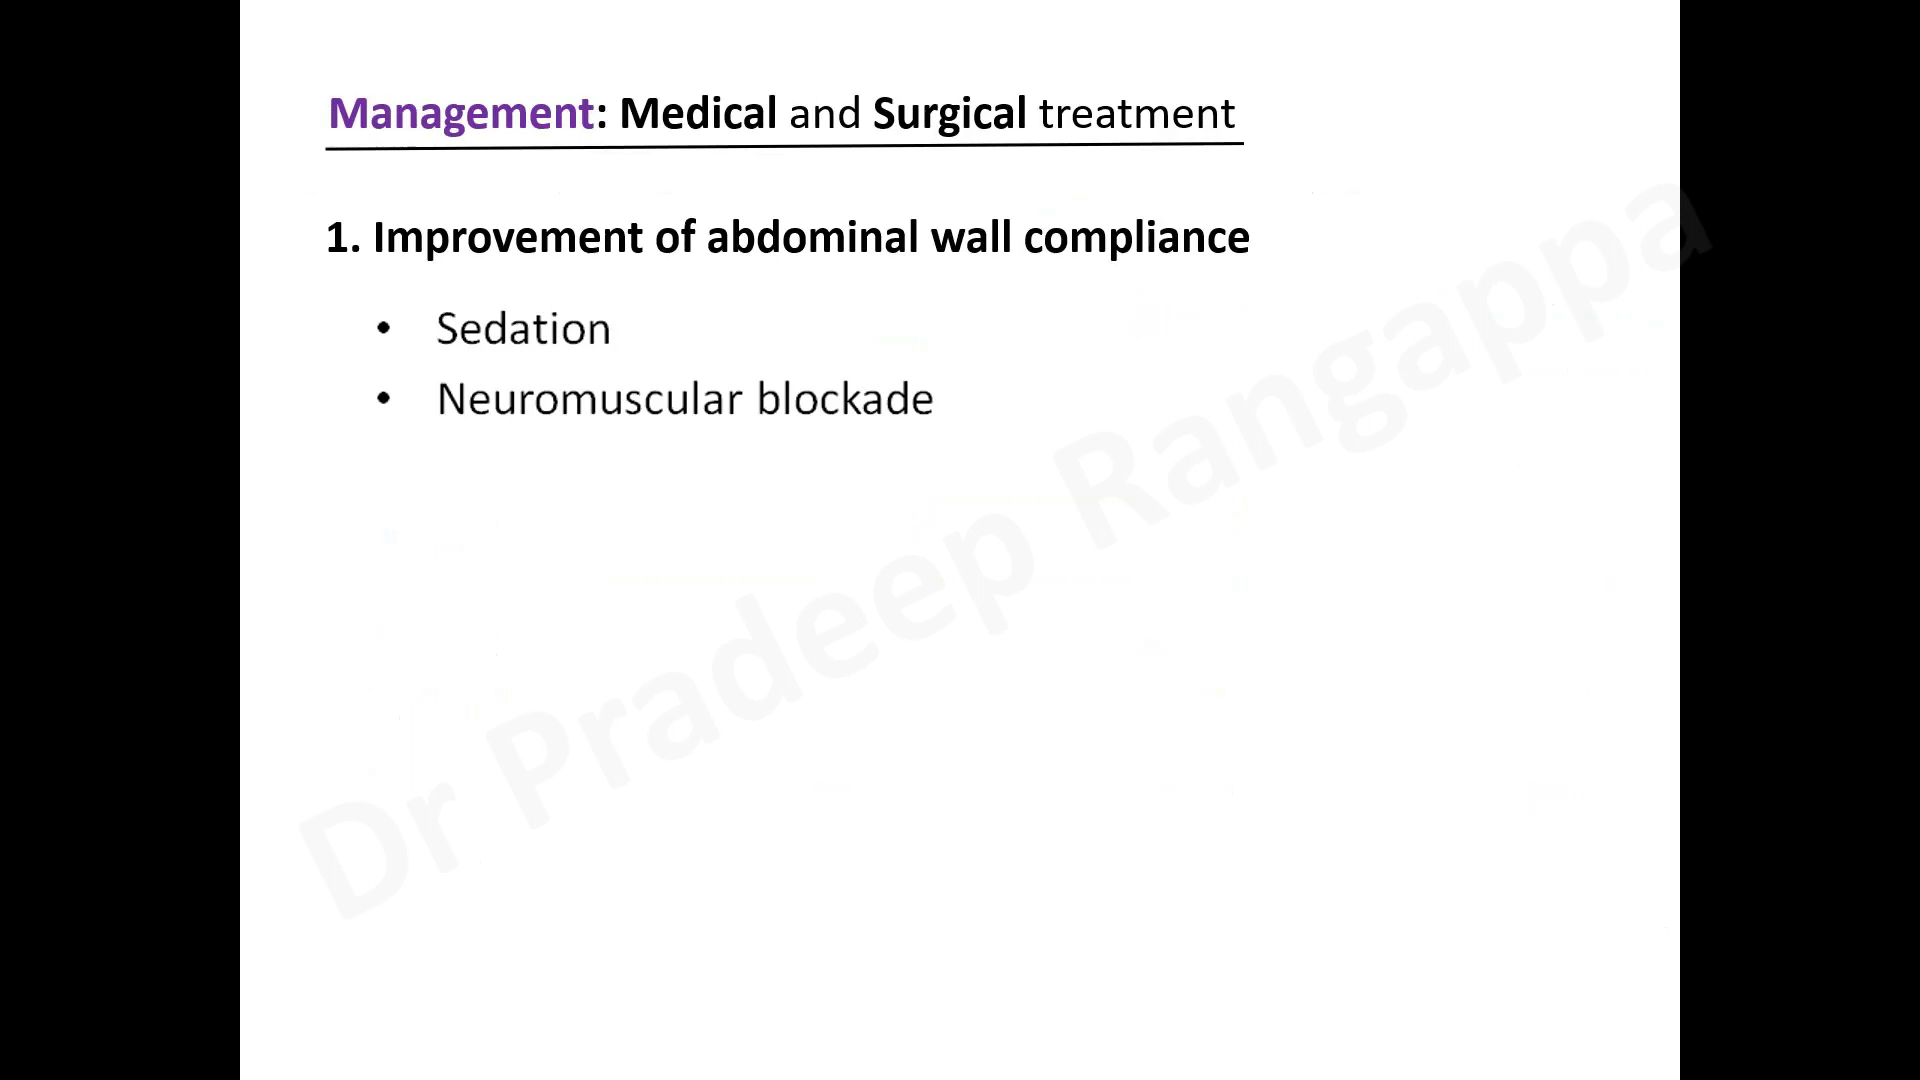 Management: Medical and Surgical treatment
1. Improvement of abdominal wall compliance
• Sedation
• Neuromuscular blockade
Dr Pradeep Rangappa